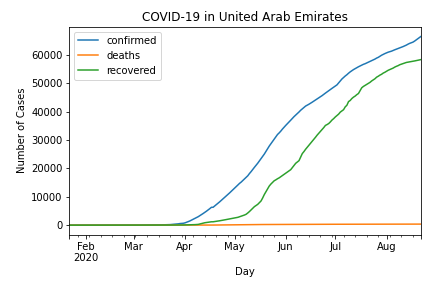 COVID-19 in United Arab Emirates
confirmed
deaths
recovered
Number of Cases
60000
50000
40000
30000
20000
10000
0
Feb Mar Apr May Jun Jul Aug
2020
Day